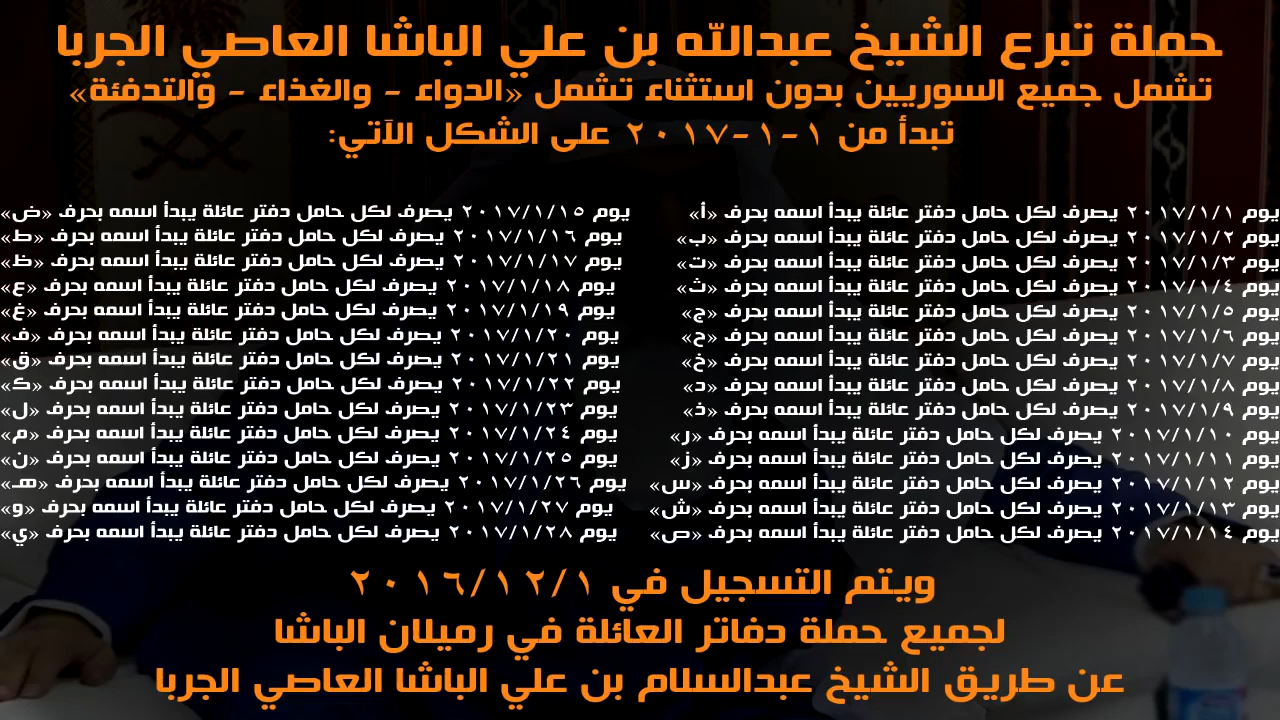 حملة تبرع الشيخ عبدالله بن علي الباشا العاصي الجربا
تشمل جميع السوريين بدون استثناء تشمل «الدواء - والغذاء - والتدفئة»
تبدأ من ١-١-٢٠١٧ على الشكل الآتي:
يوم ٢٠١٧/١/١ يصرف لكل حامل دفتر عائلة يبدأ اسمه بحرف «أ»
يوم ٢٠١٧/١/٢ يصرف لكل حامل دفتر عائلة يبدأ اسمه بحرف «ب»
يوم ٢٠١٧/١/٣ يصرف لكل حامل دفتر عائلة يبدأ اسمه بحرف «ت»
يوم ٢٠١٧/١/٤ يصرف لكل حامل دفتر عائلة يبدأ اسمه بحرف «ث»
يوم ٢٠١٧/١/٥ يصرف لكل حامل دفتر عائلة يبدأ اسمه بحرف «ج»
يوم ٢٠١٧/١/٦ يصرف لكل حامل دفتر عائلة يبدأ اسمه بحرف «ح»
يوم ٢٠١٧/١/٧ يصرف لكل حامل دفتر عائلة يبدأ اسمه بحرف «خ»
يوم ٢٠١٧/١/٨ يصرف لكل حامل دفتر عائلة يبدأ اسمه بحرف «د»
يوم ٢٠١٧/١/٩ يصرف لكل حامل دفتر عائلة يبدأ اسمه بحرف «ذ»
يوم ٢٠١٧/١/١٠ يصرف لكل حامل دفتر عائلة يبدأ اسمه بحرف «ر»
يوم ٢٠١٧/١/١١ يصرف لكل حامل دفتر عائلة يبدأ اسمه بحرف «ز»
يوم ٢٠١٧/١/١٢ يصرف لكل حامل دفتر عائلة يبدأ اسمه بحرف «س»
يوم ٢٠١٧/١/١٣ يصرف لكل حامل دفتر عائلة يبدأ اسمه بحرف «ش»
يوم ٢٠١٧/١/١٤ يصرف لكل حامل دفتر عائلة يبدأ اسمه بحرف «ص»
يوم ٢٠١٧/١/١٥ يصرف لكل حامل دفتر عائلة يبدأ اسمه بحرف «ض»
يوم ٢٠١٧/١/١٦ يصرف لكل حامل دفتر عائلة يبدأ اسمه بحرف «ط»
يوم ٢٠١٧/١/١٧ يصرف لكل حامل دفتر عائلة يبدأ اسمه بحرف «ظ»
يوم ٢٠١٧/١/١٨ يصرف لكل حامل دفتر عائلة يبدأ اسمه بحرف «ع»
يوم ٢٠١٧/١/١٩ يصرف لكل حامل دفتر عائلة يبدأ اسمه بحرف «غ»
يوم ٢٠١٧/١/٢٠ يصرف لكل حامل دفتر عائلة يبدأ اسمه بحرف «ف»
يوم ٢٠١٧/١/٢١ يصرف لكل حامل دفتر عائلة يبدأ اسمه بحرف «ق»
يوم ٢٠١٧/١/٢٢ يصرف لكل حامل دفتر عائلة يبدأ اسمه بحرف «ك»
يوم ٢٠١٧/١/٢٣ يصرف لكل حامل دفتر عائلة يبدأ اسمه بحرف «ل»
يوم ٢٠١٧/١/٢٤ يصرف لكل حامل دفتر عائلة يبدأ اسمه بحرف «م»
يوم ٢٠١٧/١/٢٥ يصرف لكل حامل دفتر عائلة يبدأ اسمه بحرف «ن»
يوم ٢٠١٧/١/٢٦ يصرف لكل حامل دفتر عائلة يبدأ اسمه بحرف «هـ»
يوم ٢٠١٧/١/٢٧ يصرف لكل حامل دفتر عائلة يبدأ اسمه بحرف «و»
يوم ٢٠١٧/١/٢٨ يصرف لكل حامل دفتر عائلة يبدأ اسمه بحرف «ي»
ويتم التسجيل في ٢٠١٦/١٢/١
لجميع حملة دفاتر العائلة في رميلان الباشا
عن طريق الشيخ عبدالسلام بن علي الباشا العاصي الجربا